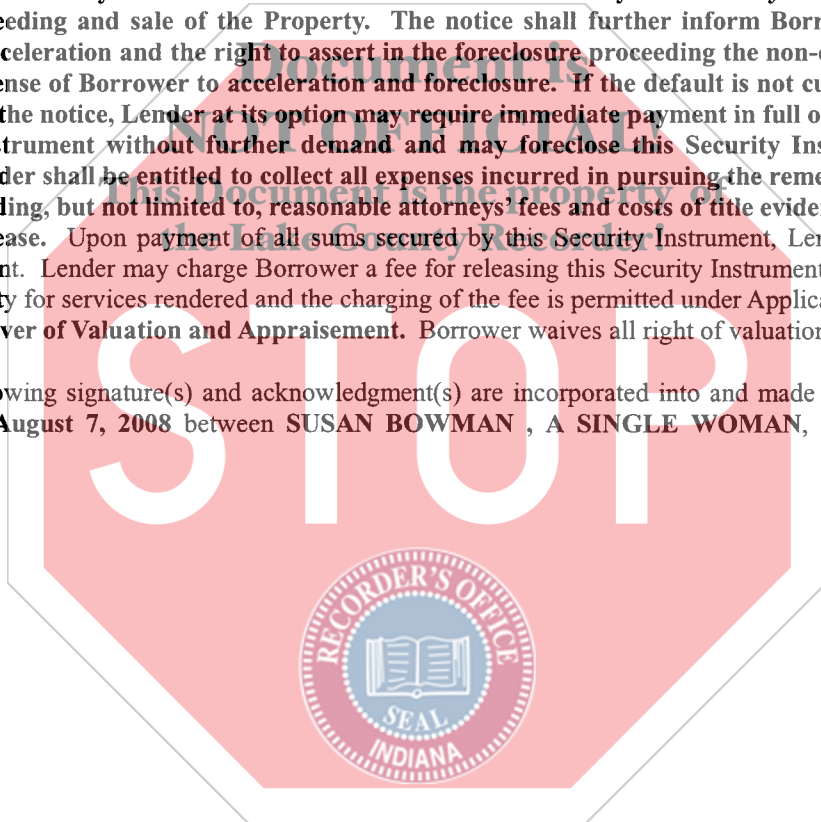 eeding and sale of the Property. The notice shall further inform Borr
celeration and the right to assert in the foreclosure proceeding the non-
ense of Borrower to acceleration and foreclosure. If the default is not cu
the notice, Lender at its option may require immediate payment in full o
trument without further demand and may foreclose this Security Ins
der shall be entitled to collect all expenses incurred in pursuing the reme
ding, but not limited to, reasonable attorneys' fees and costs of title evide
ease. Upon payment of all sums secured by this Security Instrument, Len
nt. Lender may charge Borrower a fee for releasing this Security Instrument
ty for services rendered and the charging of the fee is permitted under Applica
ver of Valuation and Appraisement. Borrower waives all right of valuation
owing signature(s) and acknowledgment(s) are incorporated into and made
August 7, 2008 between SUSAN BOWMAN , A SINGLE WOMAN,
Document is
NOT OFFICIAL!
This Document is the property of
the Lake County Recorder!
STOP
RECORDER'S OFFICE
SEAL
INDIANA